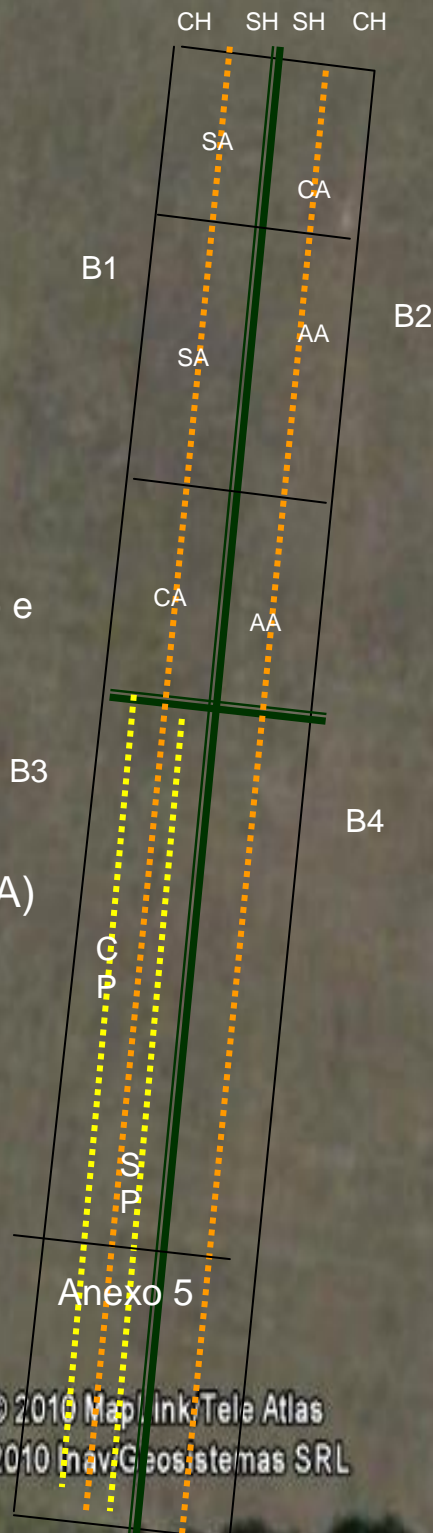 CH SH SH CH
SA
CA
B1
B2
AA
SA
CA
e
AA
B3
B4
A)
C
P
S
P
Anexo 5
© 2010 MapLink/Tele Atlas
2010 Inav/Geosistemas SRL